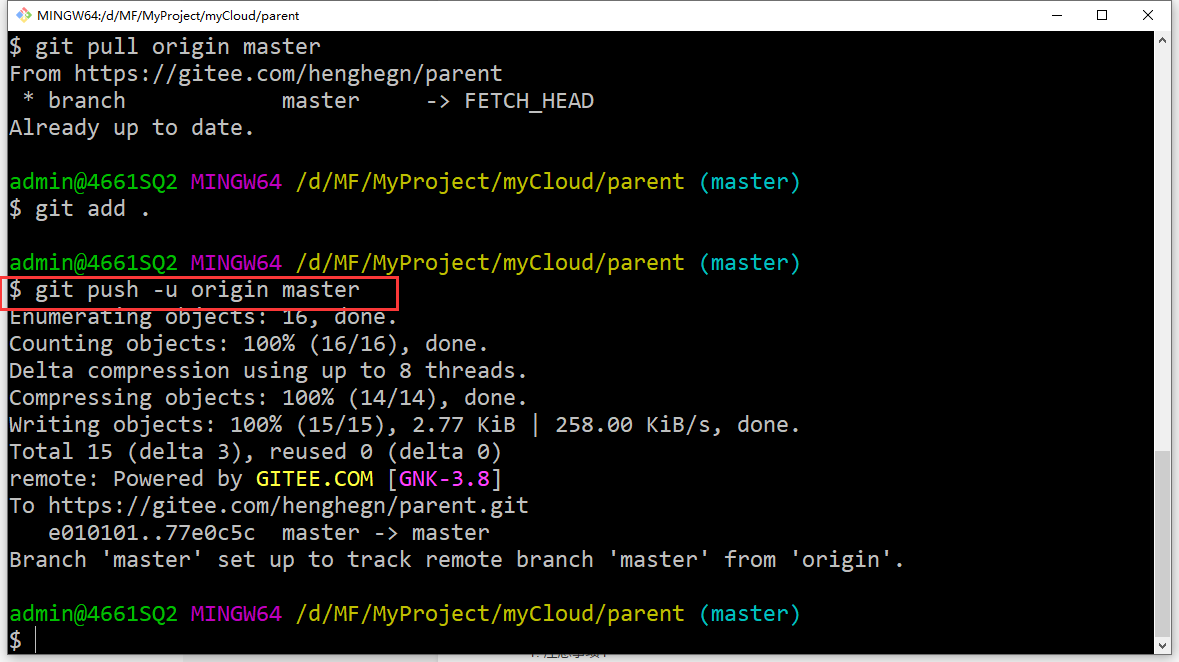 MINGW64:/d/MF/MyProject/myCloud/parent
$ git pull origin master
From https://gitee.com/henghegn/parent
 * branch            master     -> FETCH_HEAD
Already up to date.
admin@4661SQ2 MINGW64 /d/MF/MyProject/myCloud/parent (master)
$ git add .
admin@4661SQ2 MINGW64 /d/MF/MyProject/myCloud/parent (master)
$ git push -u origin master
Enumerating objects: 16, done.
Counting objects: 100% (16/16), done.
Delta compression using up to 8 threads.
Compressing objects: 100% (14/14), done.
Writing objects: 100% (15/15), 2.77 KiB | 258.00 KiB/s, done.
Total 15 (delta 3), reused 0 (delta 0)
remote: Powered by GITEE.COM [GNK-3.8]
To https://gitee.com/henghegn/parent.git
   e010101..77e0c5c  master -> master
Branch 'master' set up to track remote branch 'master' from 'origin'.
admin@4661SQ2 MINGW64 /d/MF/MyProject/myCloud/parent (master)
$